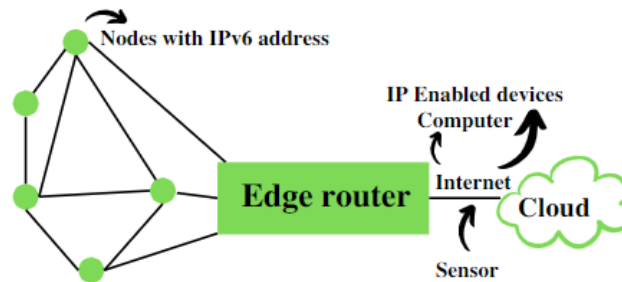 Nodes with IPv6 address
IP Enabled devices
Computer
Edge router
Internet
Cloud
Sensor